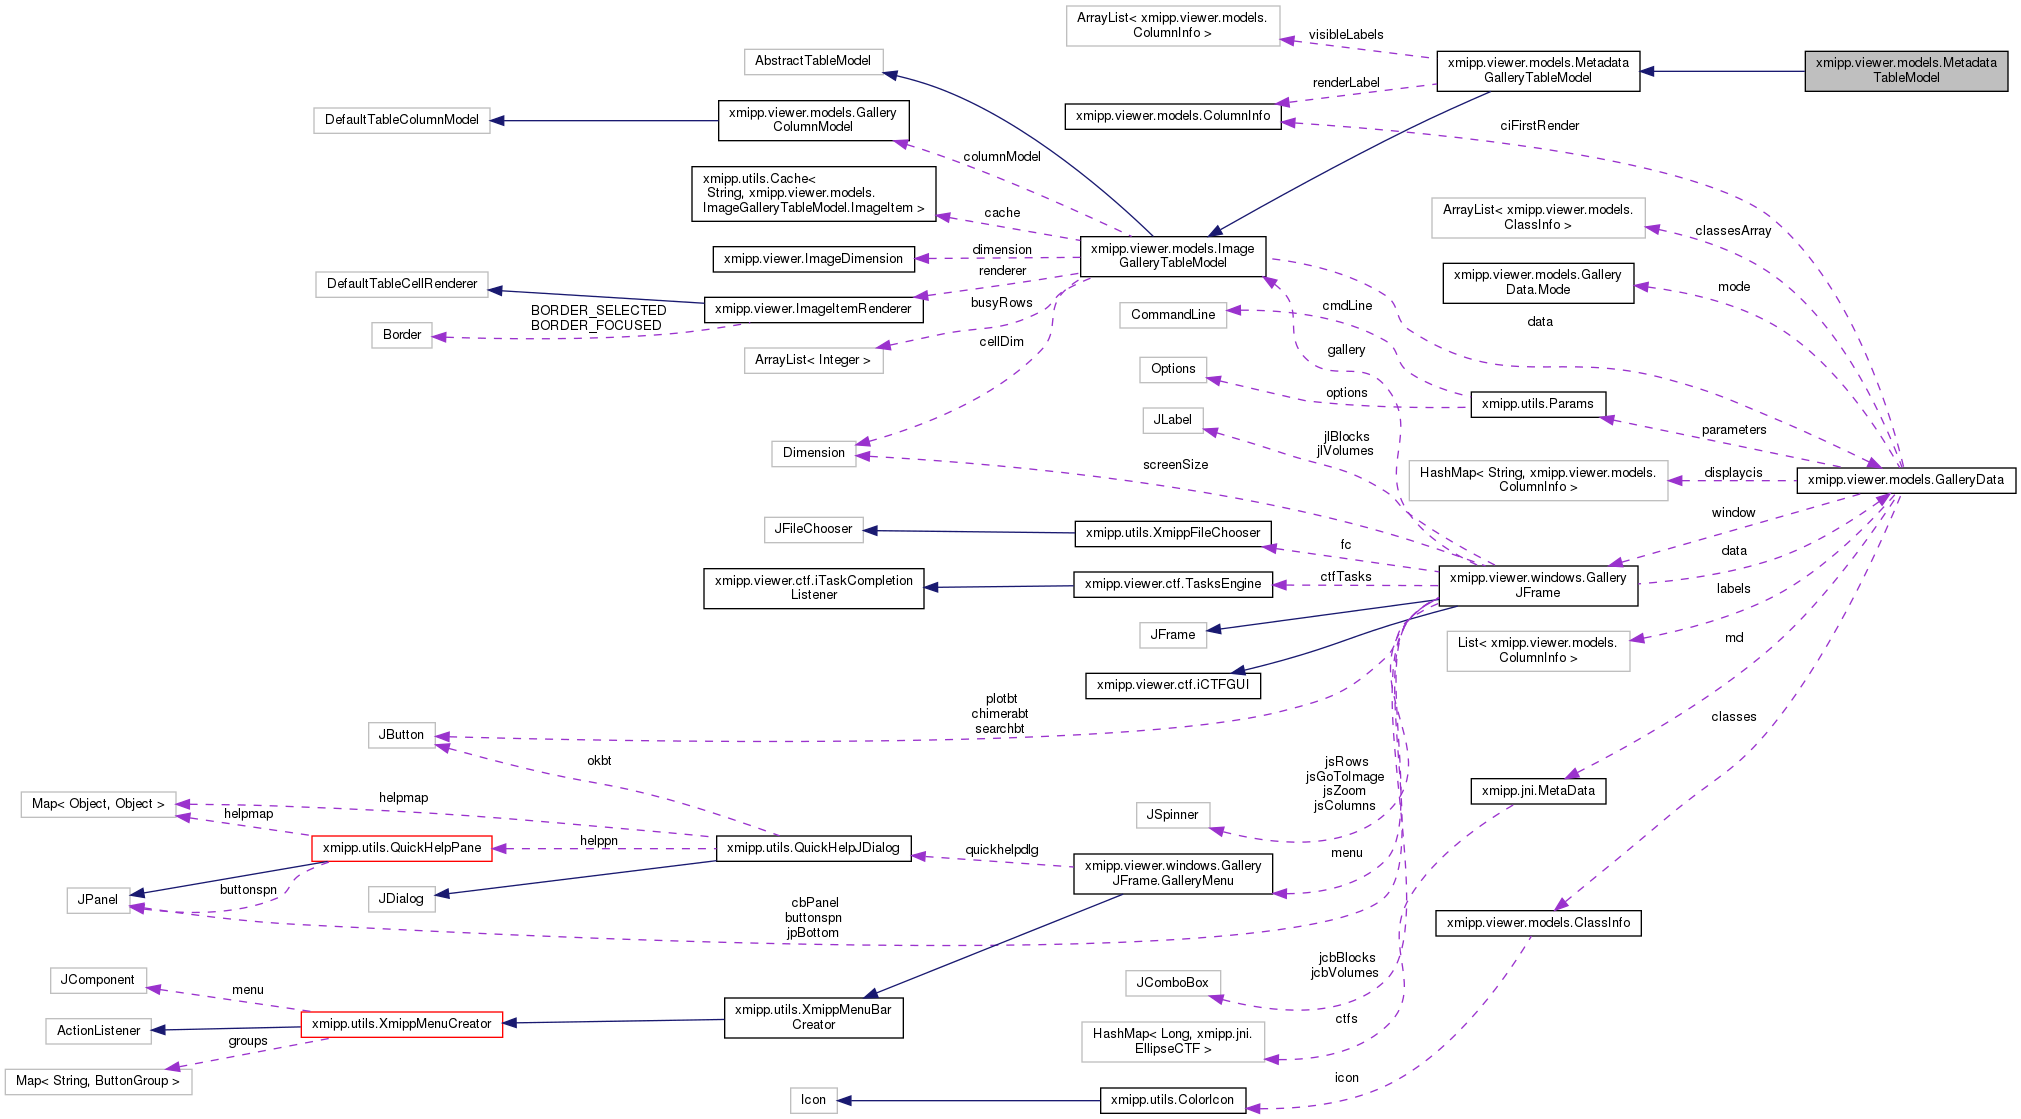 ArrayList< xmipp.viewer.models.
ColumnInfo >
visibleLabels
xmipp.viewer.models.Metadata
GalleryTableModel
xmipp.viewer.models.Metadata
TableModel
AbstractTableModel
renderLabel
xmipp.viewer.models.ColumnInfo
ciFirstRender
DefaultTableColumnModel
xmipp.viewer.models.Gallery
ColumnModel
columnModel
xmipp.utils.Cache<
String, xmipp.viewer.models.
ImageGalleryTableModel.ImageItem >
cache
ArrayList< xmipp.viewer.models.
ClassInfo >
classesArray
xmipp.viewer.ImageDimension
dimension
xmipp.viewer.models.Image
GalleryTableModel
xmipp.viewer.models.Gallery
Data.Mode
mode
DefaultTableCellRenderer
renderer
xmipp.viewer.ImageItemRenderer
BORDER_SELECTED
BORDER_FOCUSED
Border
busyRows
cellDim
ArrayList< Integer >
CommandLine
cmdLine
data
gallery
Options
options
xmipp.utils.Params
JLabel
jlBlocks
jlVolumes
parameters
Dimension
screenSize
HashMap< String, xmipp.viewer.models.
ColumnInfo >
displaycis
xmipp.viewer.models.GalleryData
JFileChooser
xmipp.utils.XmippFileChooser
fc
window
data
xmipp.viewer.ctf.iTaskCompletion
Listener
xmipp.viewer.ctf.TasksEngine
ctfTasks
xmipp.viewer.windows.Gallery
JFrame
labels
JFrame
List< xmipp.viewer.models.
ColumnInfo >
md
xmipp.viewer.ctf.iCTFGUI
plotbt
chimerabt
searchbt
classes
JButton
okbt
jsRows
jsGoToImage
jsZoom
jsColumns
JSpinner
xmipp.jni.MetaData
Map< Object, Object >
helpmap
helpmap
xmipp.utils.QuickHelpPane
helppn
xmipp.utils.QuickHelpJDialog
quickhelpdlg
menu
xmipp.viewer.windows.Gallery
JFrame.GalleryMenu
buttonspn
JPanel
JDialog
cbPanel
buttonspn
jpBottom
xmipp.viewer.models.ClassInfo
JComponent
menu
jcbBlocks
jcbVolumes
JComboBox
ActionListener
xmipp.utils.XmippMenuCreator
xmipp.utils.XmippMenuBar
Creator
ctfs
HashMap< Long, xmipp.jni.
EllipseCTF >
groups
Map< String, ButtonGroup >
icon
Icon
xmipp.utils.ColorIcon